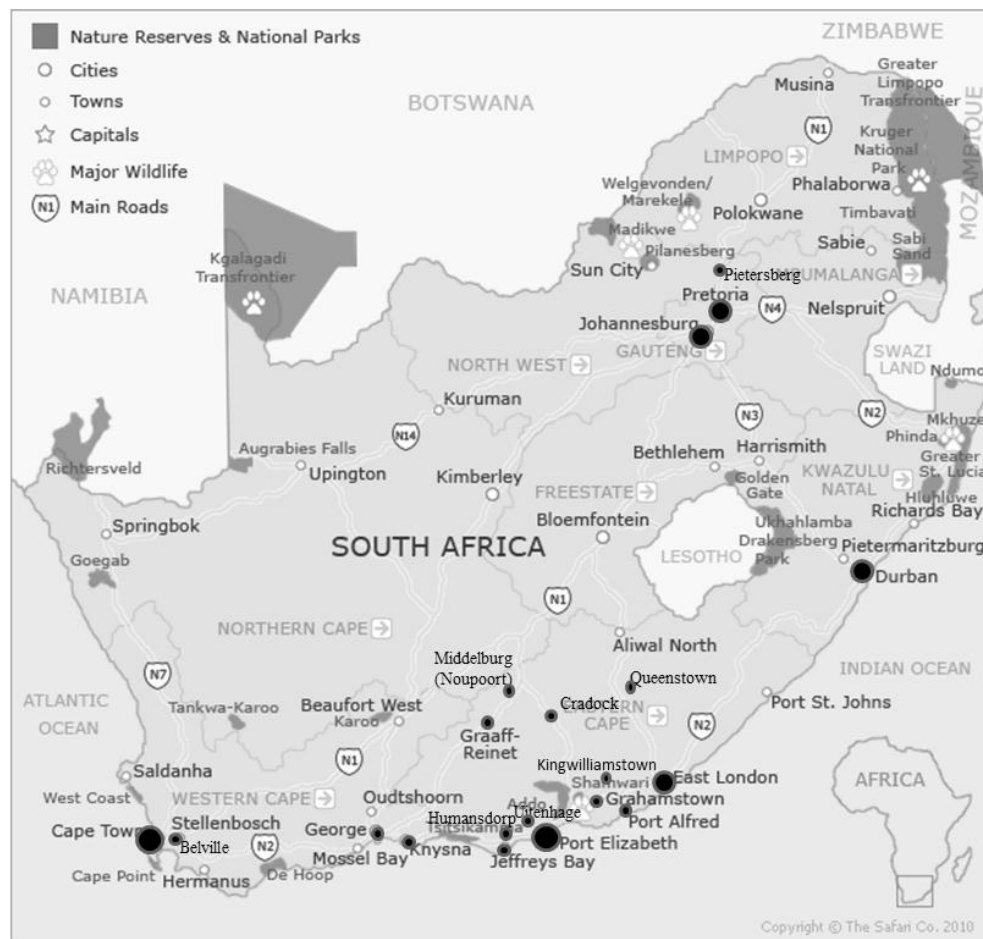 Nature Reserves & National Parks
Cities
Towns
Capitals
Major Wildlife
N1 Main Roads
ZIMBABWE
BOTSWANA
NAMIBIA
MOZAMBIQUE
Greater
Limpopo
Transfrontier
Musina
N1
Kruger
National
Park
LIMPOPO
Welgevonden/
Marekele
Phalaborwa
Polokwane
Timbavati
Madikwe
Pilanesberg
Sabie
Sabi
Sand
Sun City
Pietersberg
MPUMALANGA
Kgalagadi
Transfrontier
Pretoria
N4
Nelspruit
Johannesburg
GAUTENG
NORTH WEST
SWAZI
LAND
Ndumo
Kuruman
N14
N3
N2
Mkhuze
Phinda
Greater
St. Lucia
Augrabies Falls
Richtersveld
Upington
Bethlehem
Harrismith
Kimberley
Golden
Gate
KWAZULU
NATAL
FREESTATE
Hluhluwe
Richards Bay
Springbok
Bloemfontein
Ukhahlamba
Drakensberg
Park
SOUTH AFRICA
LESOTHO
Pietermaritzburg
Goegab
Durban
N1
NORTHERN CAPE
Aliwal North
Middelburg
(Noupoort)
INDIAN OCEAN
N7
Queenstown
ATLANTIC
OCEAN
Tankwa-Karoo
Beaufort West
Karoo
Cradock
EASTERN
CAPE
Port St. Johns
Graaff-
Reinet
N2
N1
Saldanha
Kingwilliamstown
East London
Shamwari
AFRICA
West Coast
WESTERN CAPE
Oudtshoorn
Addo
Grahamstown
Uitenhage
Port Alfred
Humansdorp
Cape Town
Stellenbosch
George
Tsitsikamma
Belville
N2
Port Elizabeth
Mossel Bay
Knysna
Jeffreys Bay
Cape Point
Hermanus
De Hoop
Copyright © The Safari Co. 2010